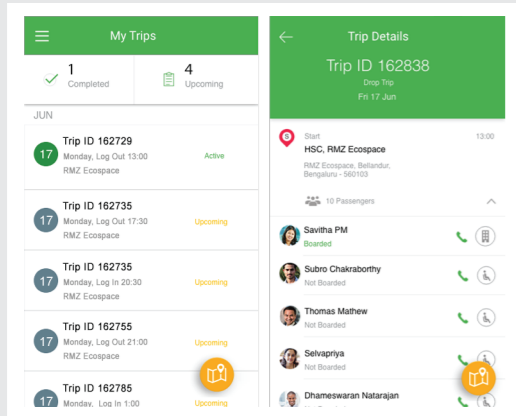 My Trips
1
Completed
4
Upcoming
JUN
17
Trip ID 162729
Monday, Log Out 13:00
RMZ Ecospace
Active
17
Trip ID 162735
Monday, Log Out 17:30
RMZ Ecospace
Upcoming
17
Trip ID 162735
Monday, Log In 20:30
RMZ Ecospace
Upcoming
17
Trip ID 162755
Monday, Log Out 21:00
RMZ Ecospace
Upcoming
17
Trip ID 162785
Monday, Log In 1:00
Upcoming
Trip Details
Trip ID 162838
Drop Trip
Fri 17 Jun
S
Start
13:00
HSC, RMZ Ecospace
RMZ Ecospace, Bellandur,
Bengaluru - 560103
10 Passengers
Savitha PM
Boarded
Subro Chakraborthy
Not Boarded
Thomas Mathew
Not Boarded
Selvapriya
Not Boarded
Dhameswaran Natarajan